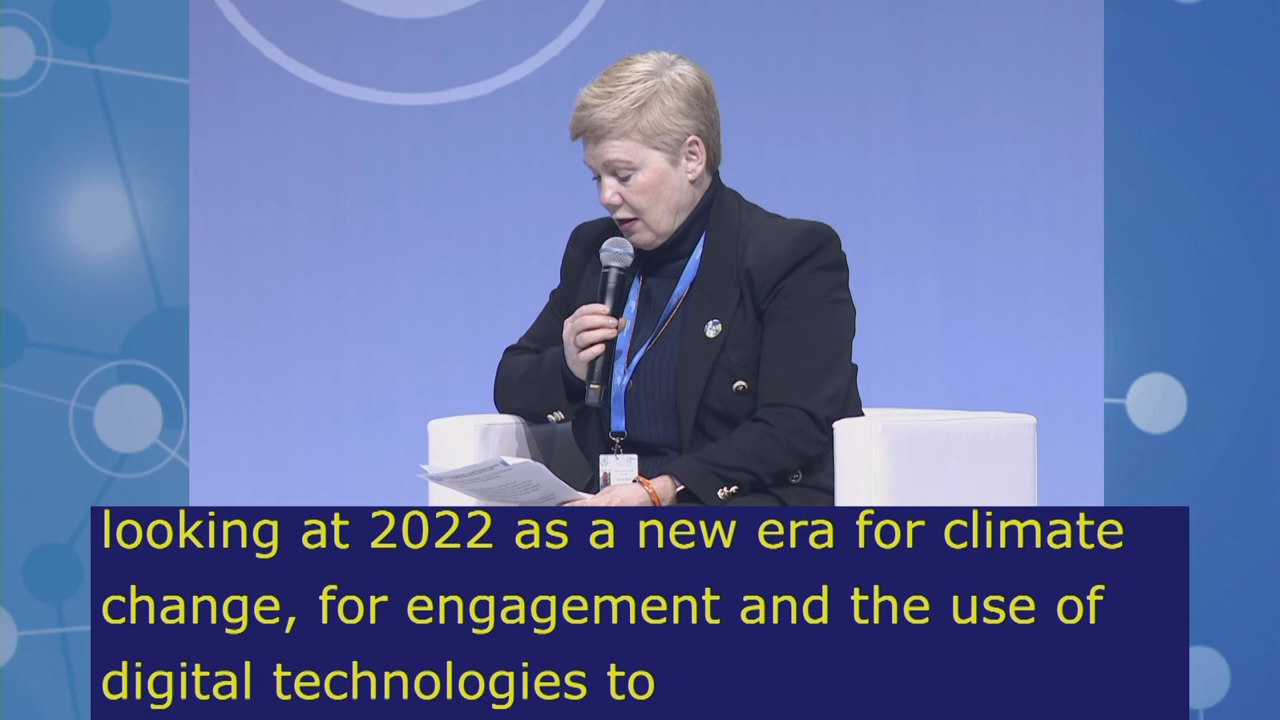 looking at 2022 as a new era for climate
change, for engagement and the use of
digital technologies to